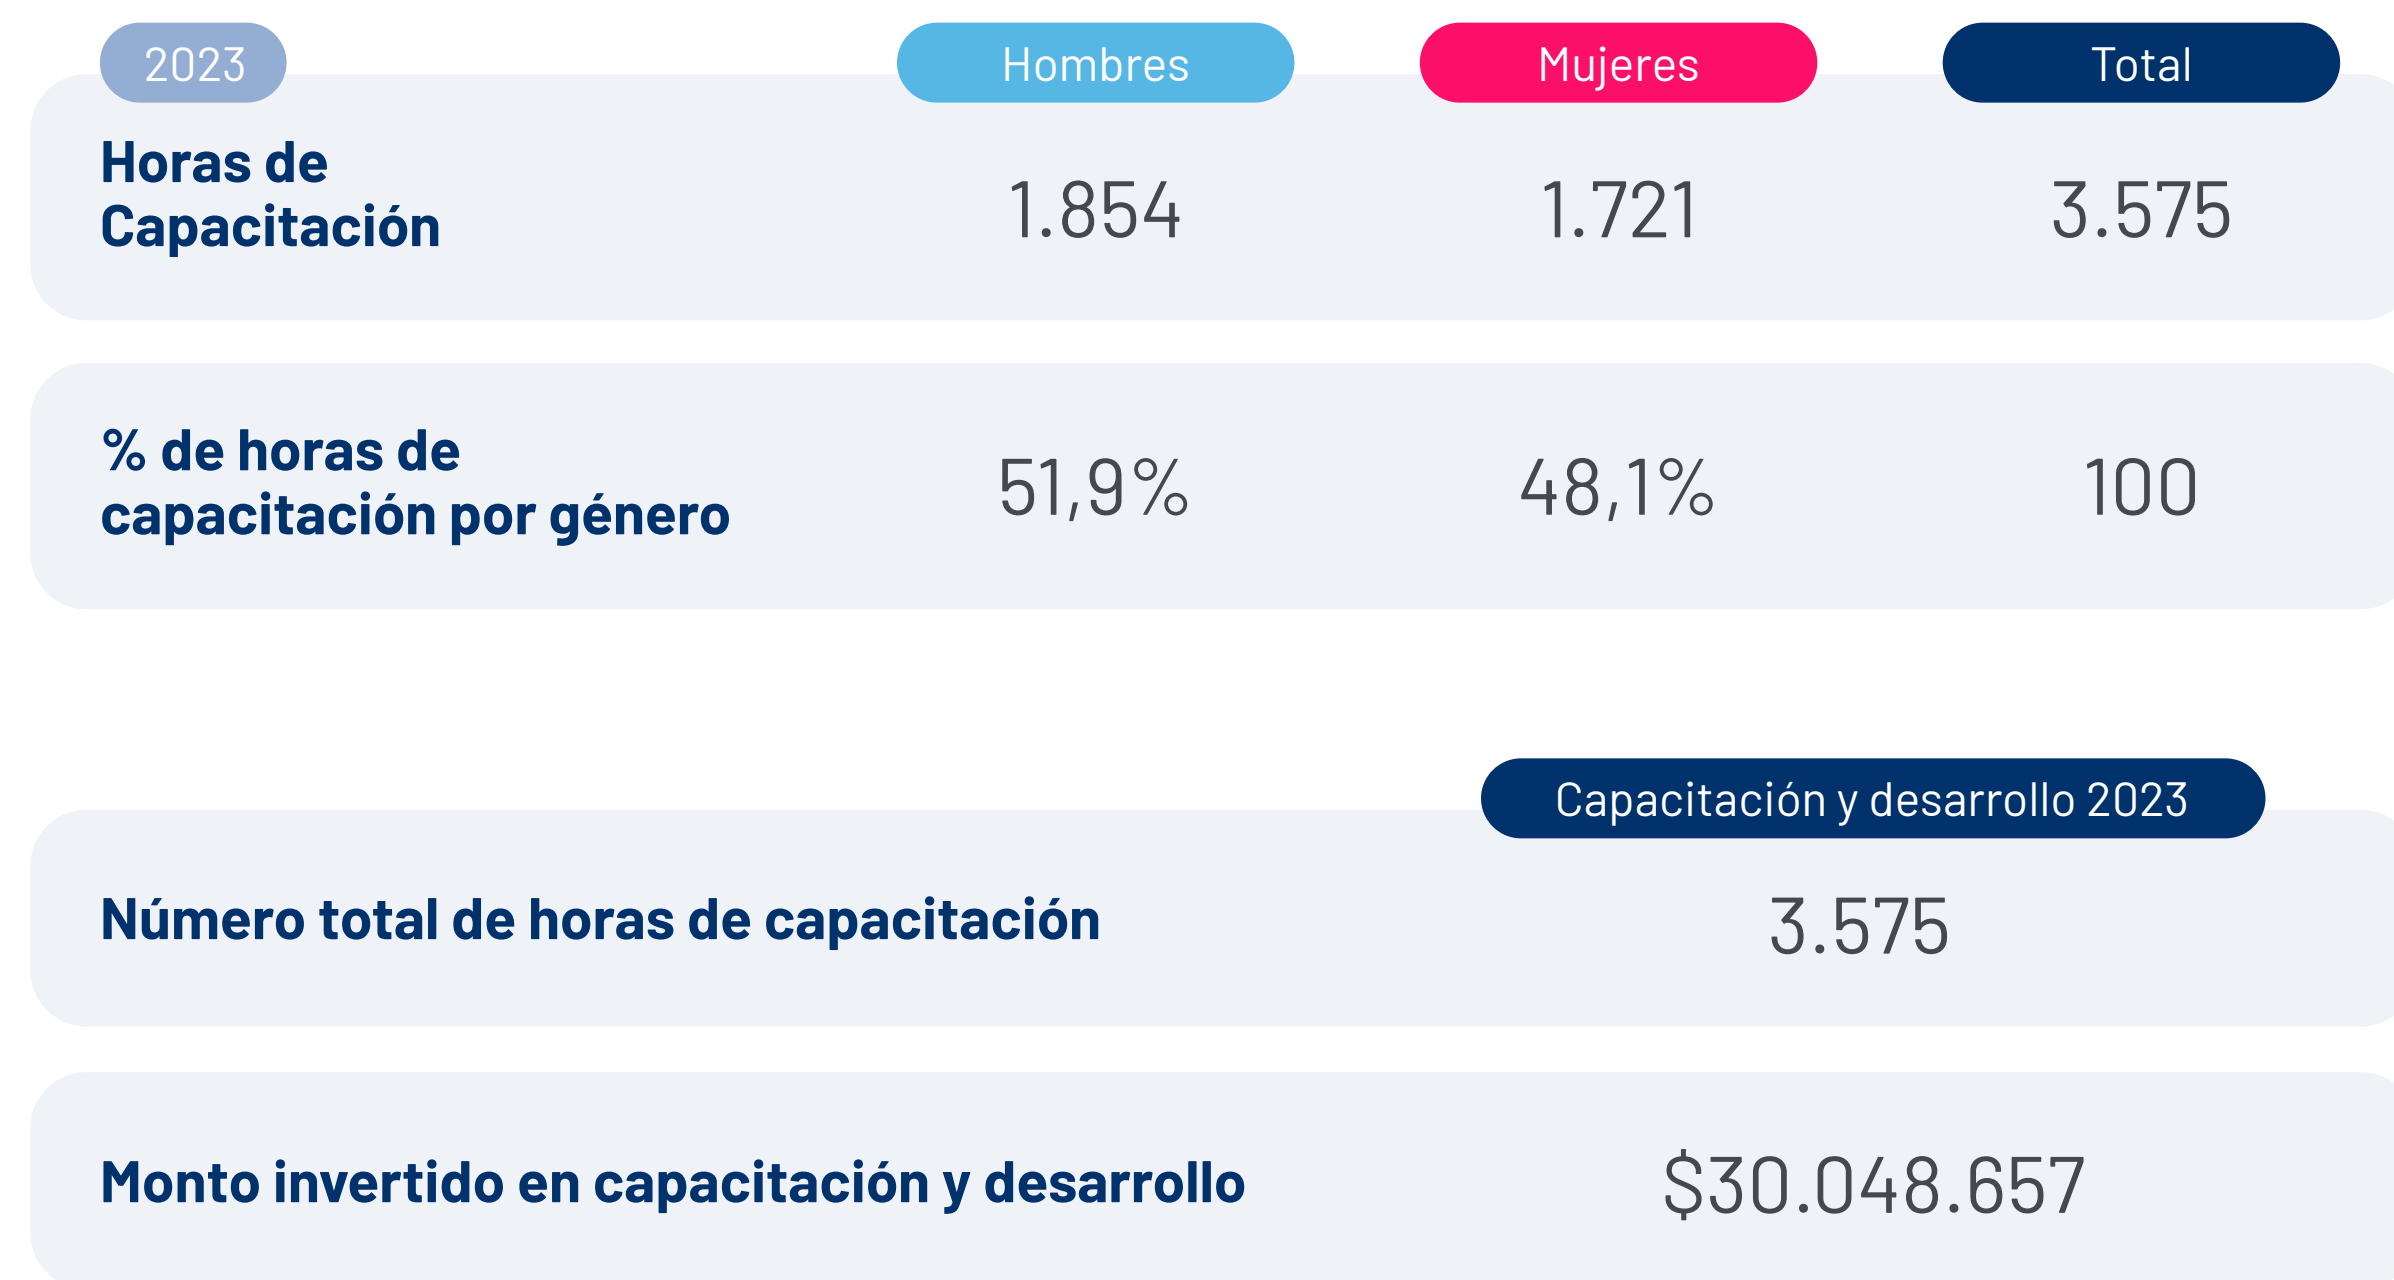 2023 Hombres Mujeres Total
Horas de
Capacitación
1.854 1.721 3.575
% de horas de
capacitación por género
51,9% 48,1% 100
Capacitación y desarrollo 2023
Número total de horas de capacitación 3.575
Monto invertido en capacitación y desarrollo $30.048.657